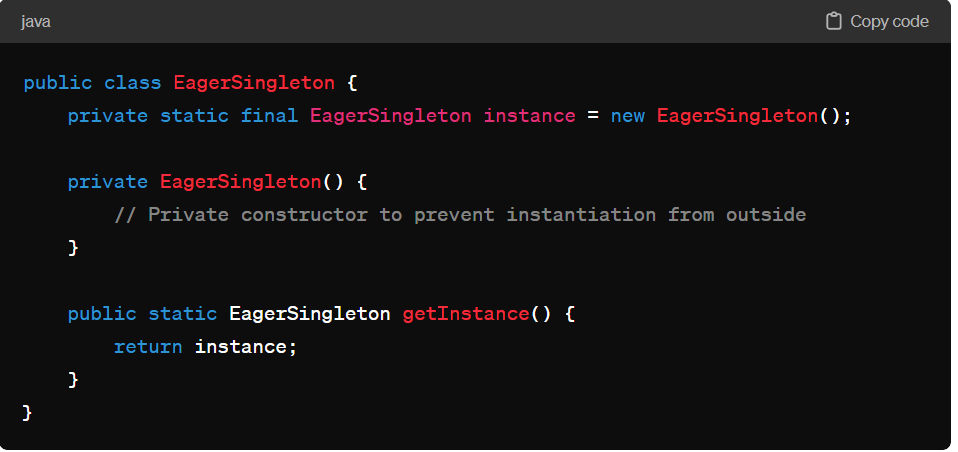 java
Copy code
public class EagerSingleton {
    private static final EagerSingleton instance = new EagerSingleton();
    private EagerSingleton() {
        // Private constructor to prevent instantiation from outside
    }
    public static EagerSingleton getInstance() {
        return instance;
    }
}